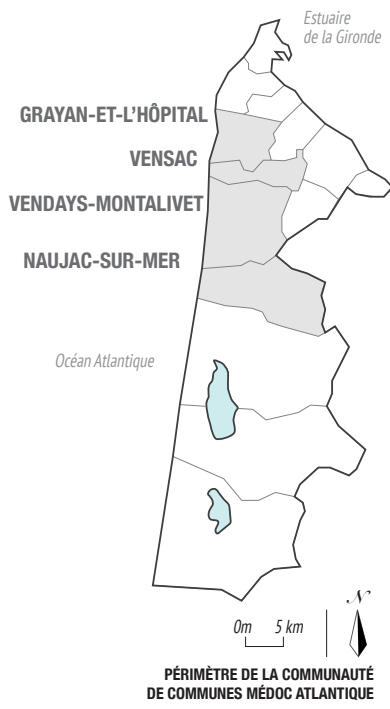 Estuaire
de la Gironde
GRAYAN-ET-L'HÔPITAL
VENSAC
VENDAYS-MONTALIVET
NAUJAC-SUR-MER
Océan Atlantique
N
0m 5 km
PÉRIMÈTRE DE LA COMMUNAUTÉ
DE COMMUNES MÉDOC ATLANTIQUE